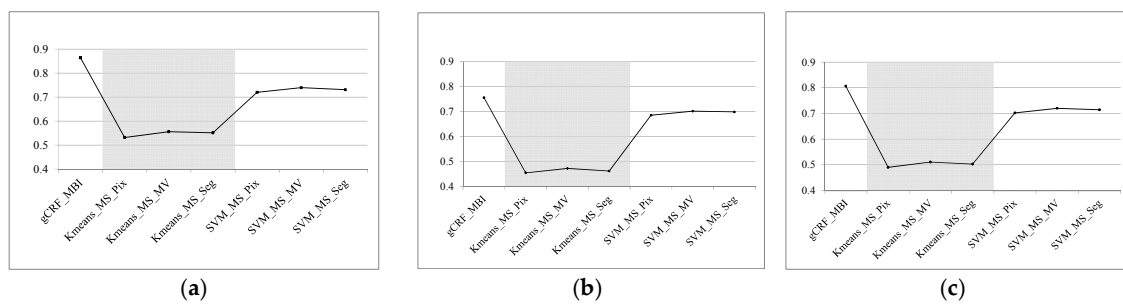 0.9
0.8
0.7
0.6
0.5
0.4
gCRF_MBI
Kmeans_MS_Pix
Kmeans_MS_MV
Kmeans_MS_Seg
SVM_MS_Pix
SVM_MS_MV
SVM_MS_Seg
(a)
0.9
0.8
0.7
0.6
0.5
0.4
gCRF_MBI
Kmeans_MS_Pix
Kmeans_MS_MV
Kmeans_MS_Seg
SVM_MS_Pix
SVM_MS_MV
SVM_MS_Seg
(b)
0.9
0.8
0.7
0.6
0.5
0.4
gCRF_MBI
Kmeans_MS_Pix
Kmeans_MS_MV
Kmeans_MS_Seg
SVM_MS_Pix
SVM_MS_MV
SVM_MS_Seg
(c)